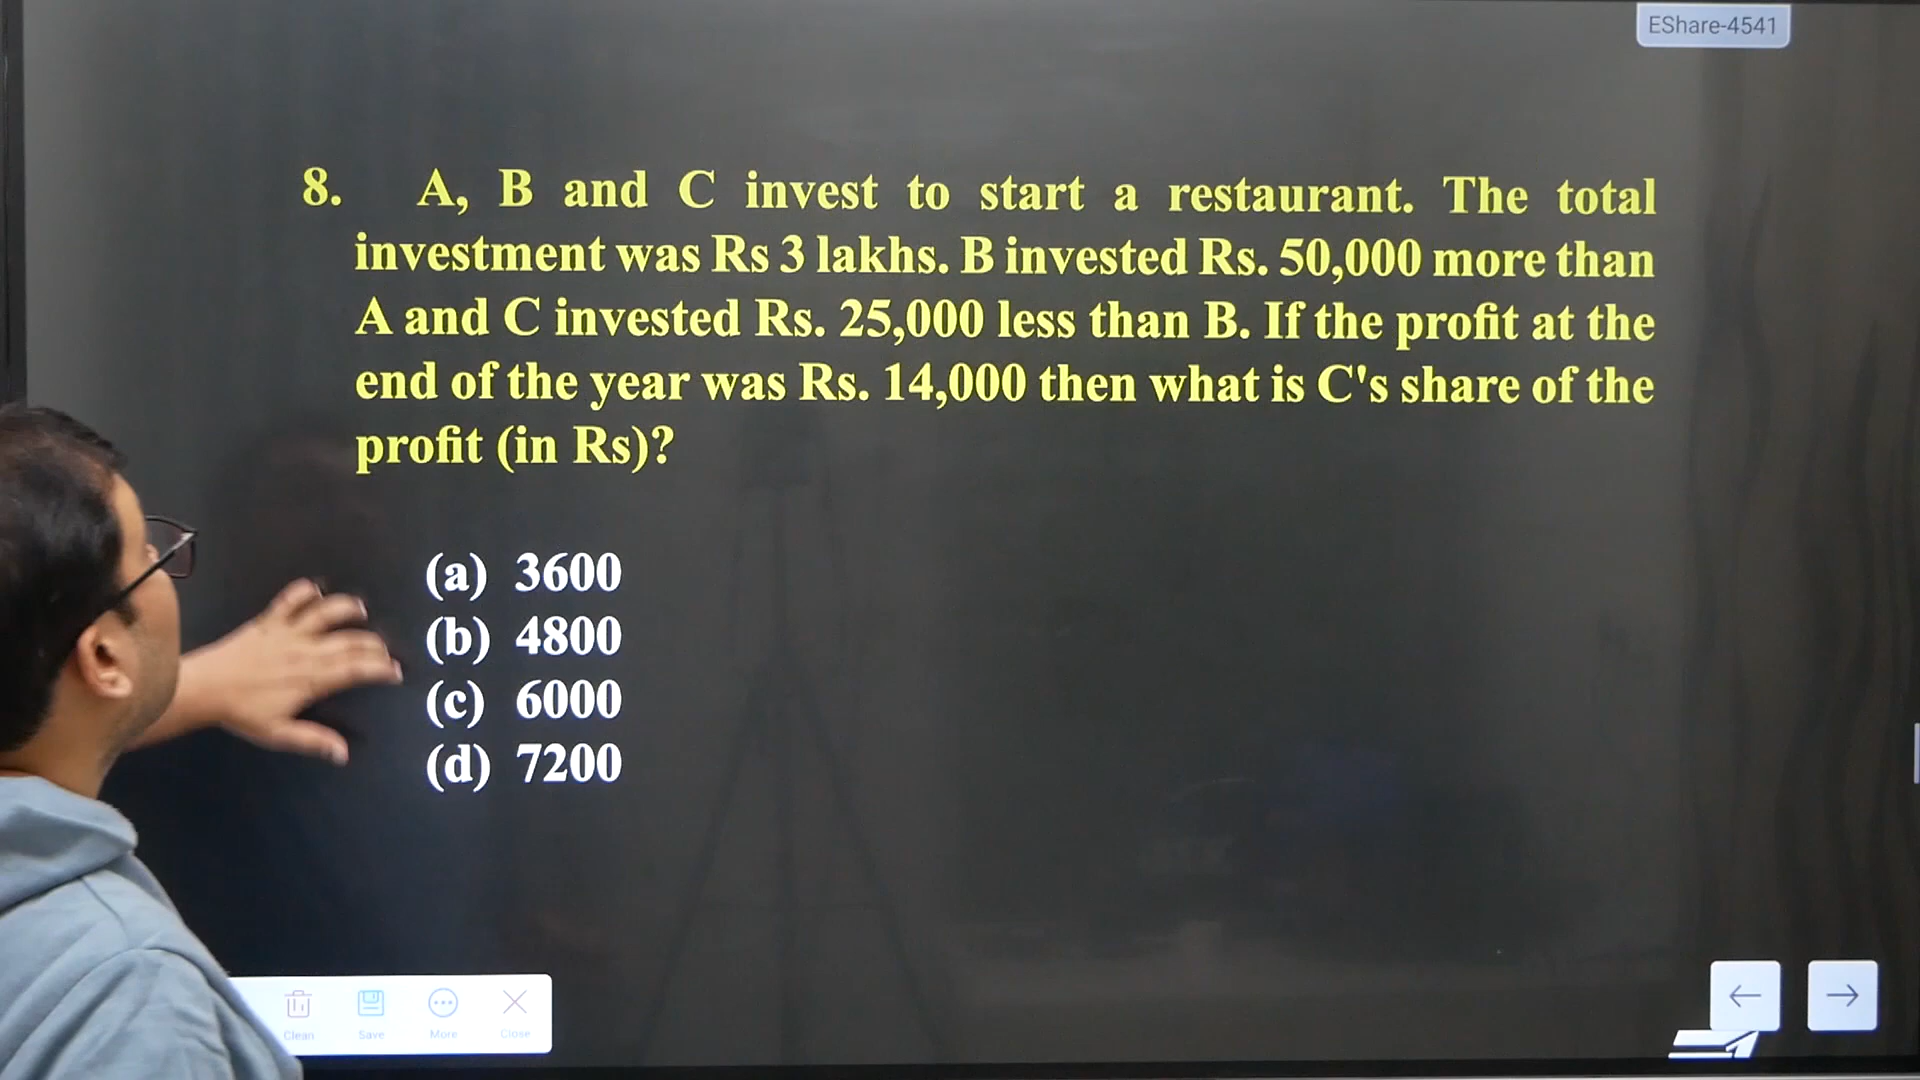 EShare-4541
8. A, B and C invest to start a restaurant. The total
investment was Rs 3 lakhs. B invested Rs. 50,000 more than
A and C invested Rs. 25,000 less than B. If the profit at the
end of the year was Rs. 14,000 then what is C's share of the
profit (in Rs)?
(a) 3600
(b) 4800
(c) 6000
(d) 7200
Clean Save More Close